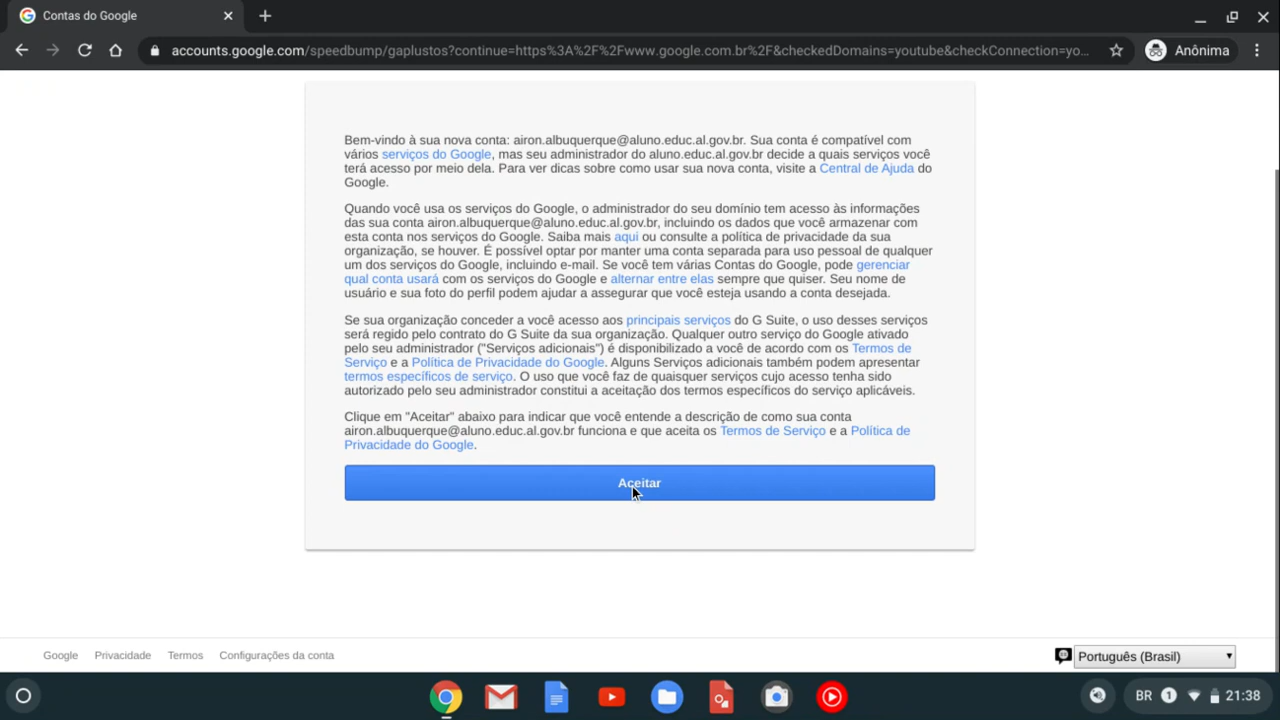 Contas do Google
accounts.google.com/speedbump/gaplustos?continue=https%3A%2F%2Fwww.google.com.br%2F&checkedDomains=youtube&checkConnection=yo...
Anônima
Bem-vindo à sua nova conta: airon.albuquerque@aluno.educ.al.gov.br. Sua conta é compatível com
vários serviços do Google, mas seu administrador do aluno.educ.al.gov.br decide a quais serviços você
terá acesso por meio dela. Para ver dicas sobre como usar sua nova conta, visite a Central de Ajuda do
Google.
Quando você usa os serviços do Google, o administrador do seu domínio tem acesso às informações
das sua conta airon.albuquerque@aluno.educ.al.gov.br, incluindo os dados que você armazenar com
esta conta nos serviços do Google. Saiba mais aqui ou consulte a política de privacidade da sua
organização, se houver. É possível optar por manter uma conta separada para uso pessoal de qualquer
um dos serviços do Google, incluindo e-mail. Se você tem várias Contas do Google, pode gerenciar
qual conta usará com os serviços do Google e alternar entre elas sempre que quiser. Seu nome de
usuário e sua foto do perfil podem ajudar a assegurar que você esteja usando a conta desejada.
Se sua organização conceder a você acesso aos principais serviços do G Suite, o uso desses serviços
será regido pelo contrato do G Suite da sua organização. Qualquer outro serviço do Google ativado
pelo seu administrador ("Serviços adicionais") é disponibilizado a você de acordo com os Termos de
Serviço e a Política de Privacidade do Google. Alguns Serviços adicionais também podem apresentar
termos específicos de serviço. O uso que você faz de quaisquer serviços cujo acesso tenha sido
autorizado pelo seu administrador constitui a aceitação dos termos específicos do serviço aplicáveis.
Clique em "Aceitar" abaixo para indicar que você entende a descrição de como sua conta
airon.albuquerque@aluno.educ.al.gov.br funciona e que aceita os Termos de Serviço e a Política de
Privacidade do Google.
Aceitar
Google Privacidade Termos Configurações da conta
Português (Brasil)
BR 1 21:38